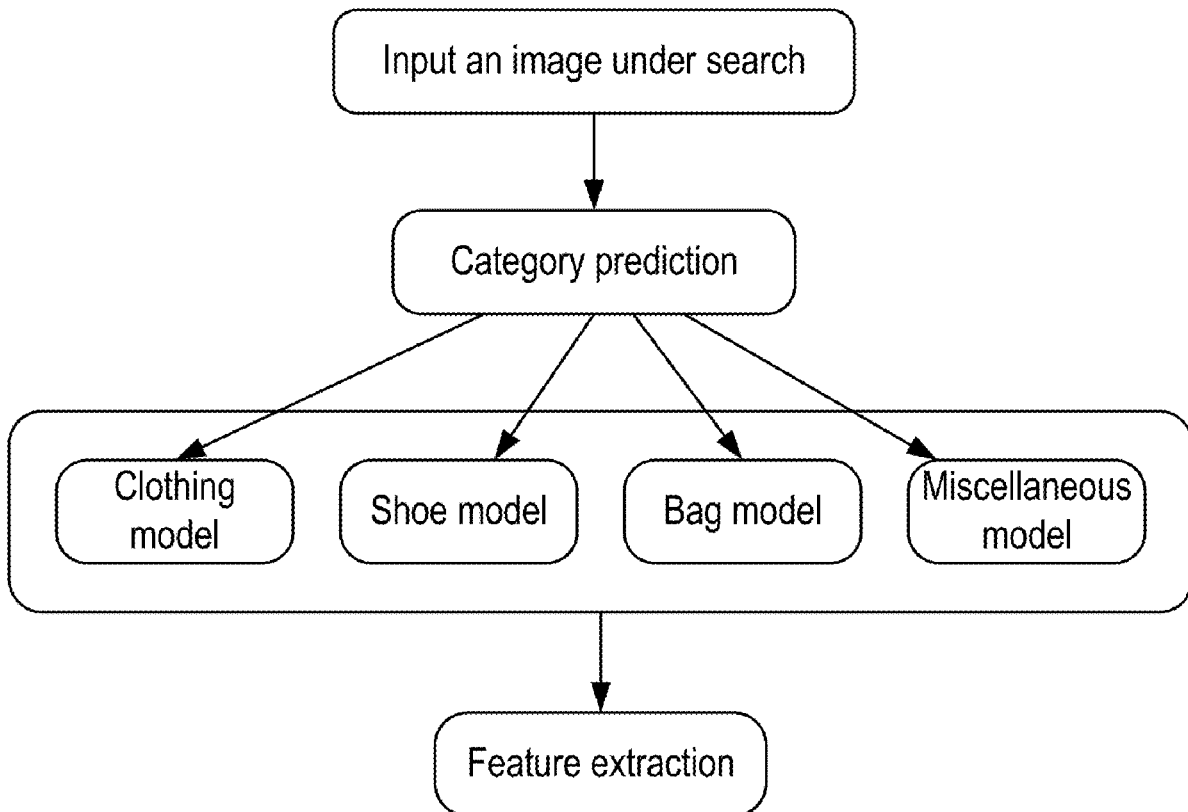 Input an image under search
Category prediction
Clothing
model
Shoe model
Bag model
Miscellaneous
model
Feature extraction